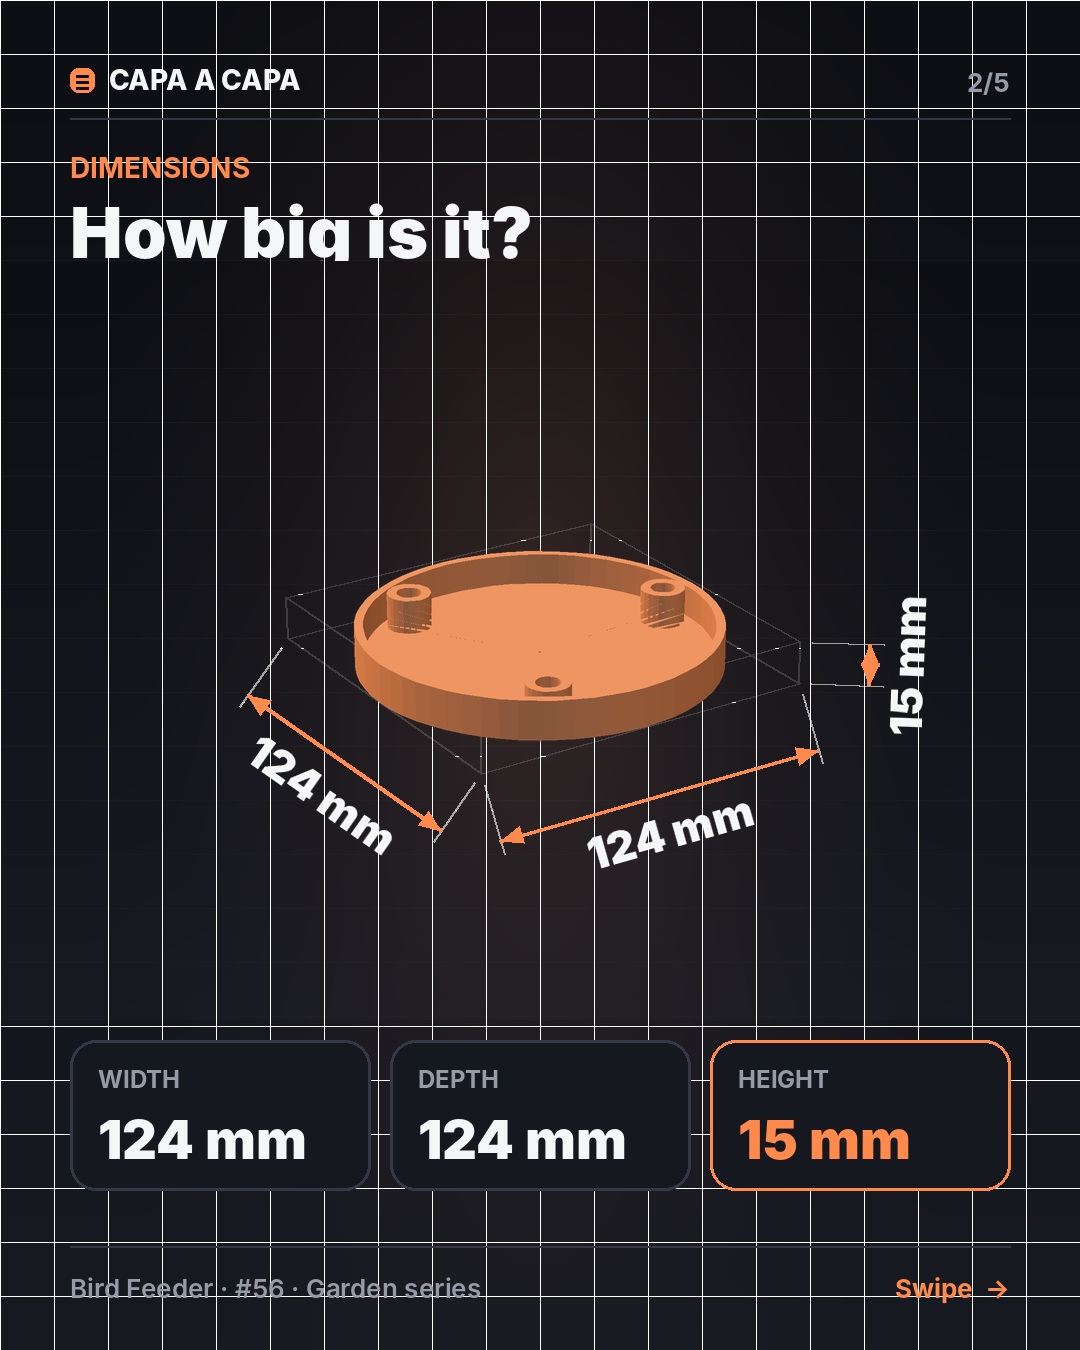 CAPA A CAPA
2/5
DIMENSIONS
How big is it?
15 mm
124 mm
124 mm
WIDTH
124 mm
DEPTH
124 mm
HEIGHT
15 mm
Bird Feeder · #56 · Garden series
Swipe →